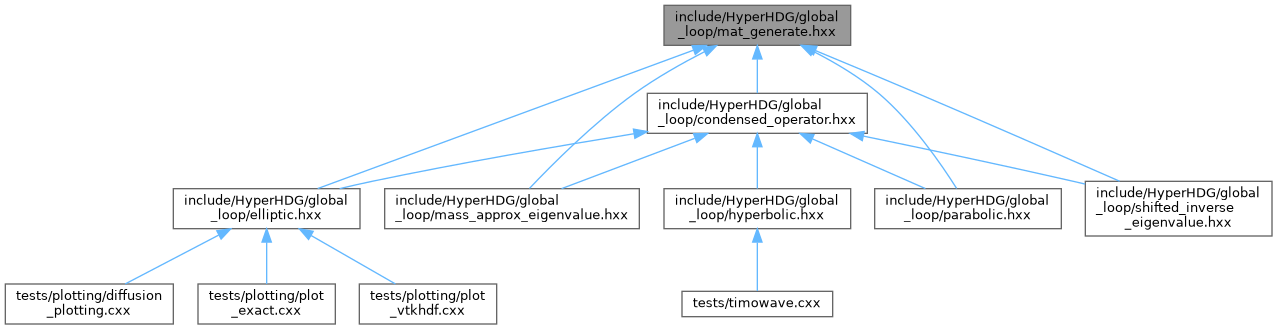 include/HyperHDG/global
_loop/mat_generate.hxx
include/HyperHDG/global
_loop/condensed_operator.hxx
include/HyperHDG/global
_loop/elliptic.hxx
include/HyperHDG/global
_loop/mass_approx_eigenvalue.hxx
include/HyperHDG/global
_loop/hyperbolic.hxx
include/HyperHDG/global
_loop/parabolic.hxx
include/HyperHDG/global
_loop/shifted_inverse
_eigenvalue.hxx
tests/plotting/diffusion
_plotting.cxx
tests/plotting/plot
_exact.cxx
tests/plotting/plot
_vtkhdf.cxx
tests/timowave.cxx